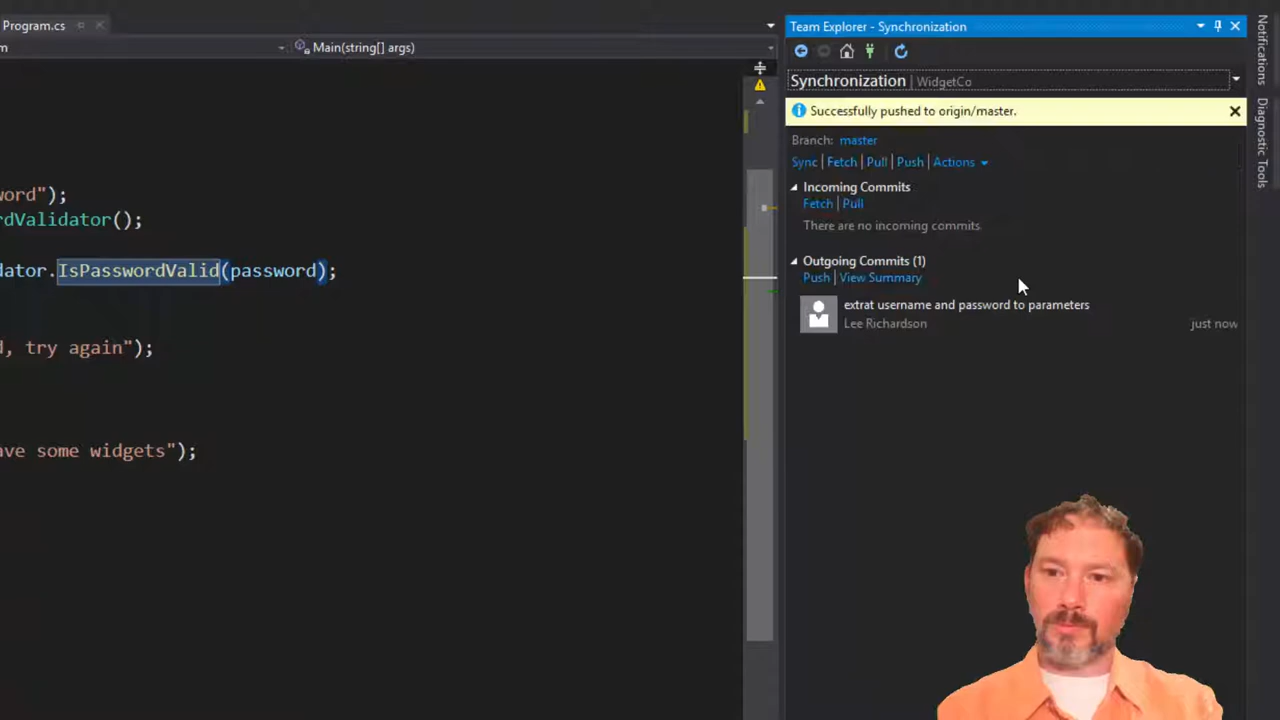 Program.cs
m
Main(string[] args)
ord");
dValidator();
dator.IsPasswordValid(password);
d, try again");
ave some widgets");
Team Explorer - Synchronization
Synchronization | WidgetCo
Successfully pushed to origin/master.
Branch: master
Sync | Fetch | Pull | Push | Actions
Incoming Commits
Fetch | Pull
There are no incoming commits.
Outgoing Commits (1)
Push | View Summary
extrat username and password to parameters
Lee Richardson
just now
Notifications
Diagnostic Tools